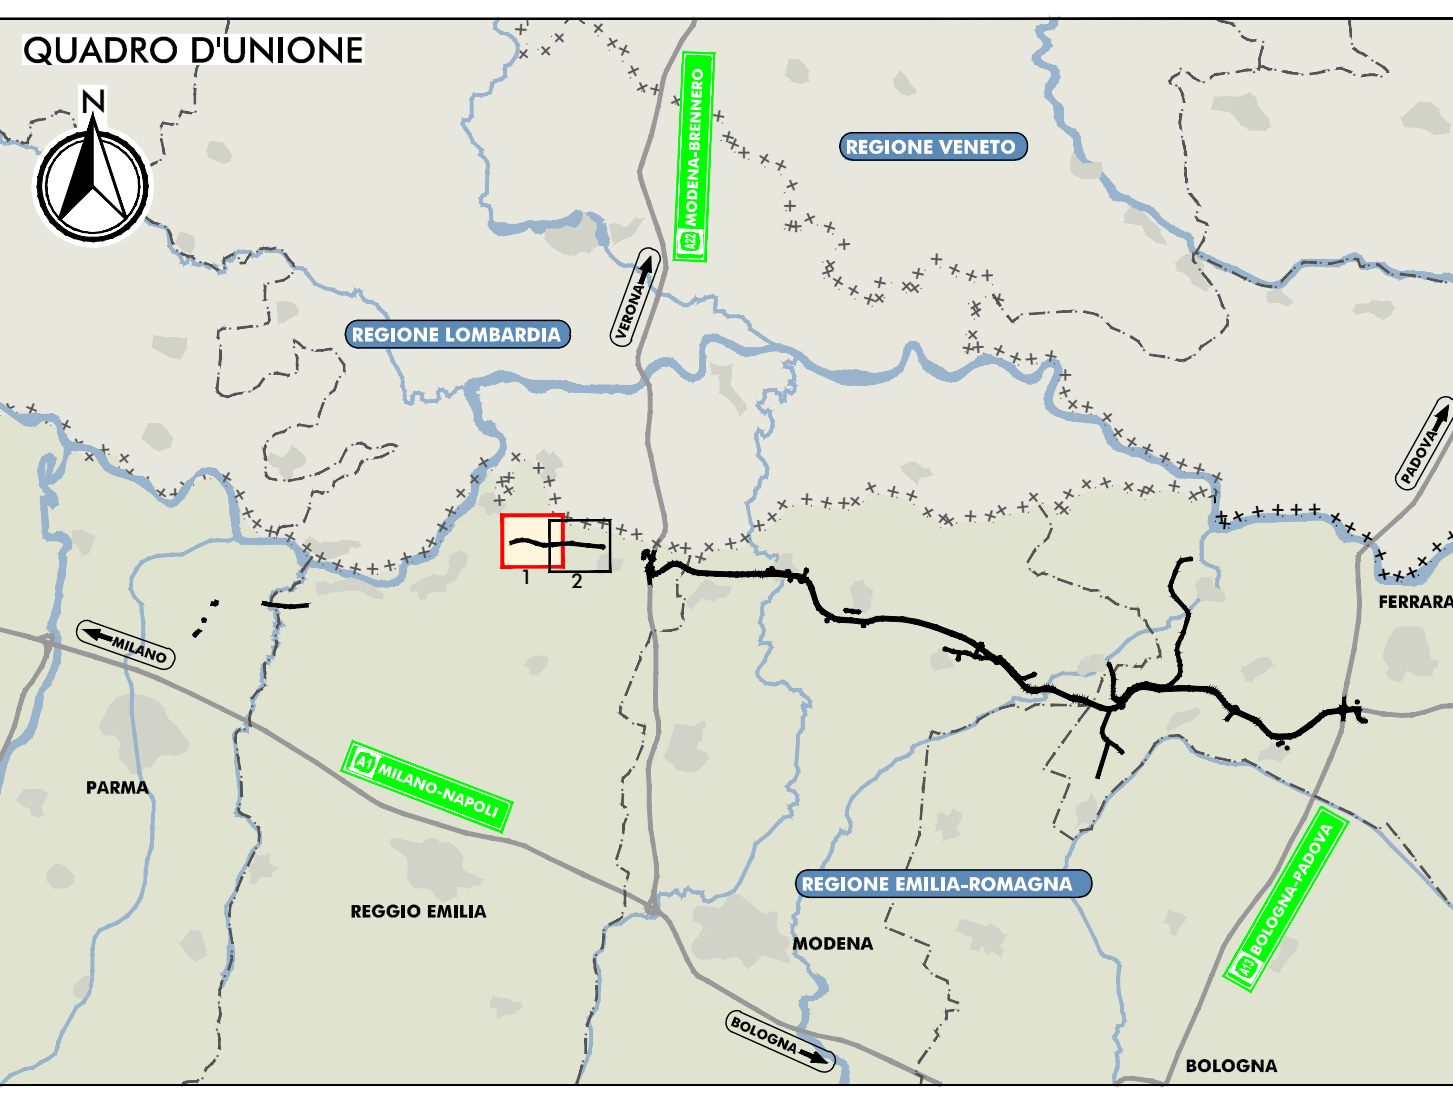 QUADRO D'UNIONE
N
A22 MODENA-BRENNERO
REGIONE VENETO
VERONA
REGIONE LOMBARDIA
PADOVA
1
2
FERRARA
MILANO
PARMA
A1 MILANO-NAPOLI
REGIONE EMILIA-ROMAGNA
A13 BOLOGNA-PADOVA
REGGIO EMILIA
MODENA
BOLOGNA
BOLOGNA